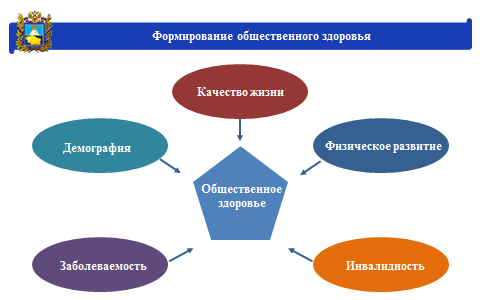 Формирование общественного здоровья
Качество жизни
Демография
Физическое развитие
Общественное
здоровье
Заболеваемость
Инвалидность